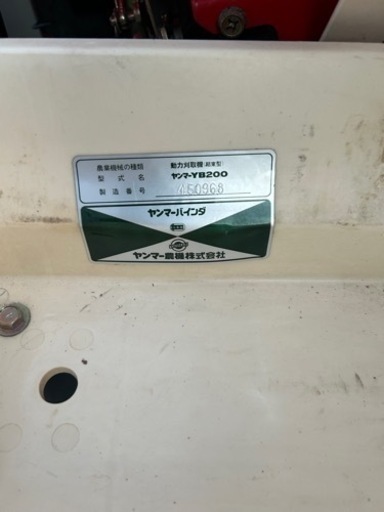 農業機械の種類 動力刈取機(結束型)
型式名 ヤンマーYB200
製造番号 450968
ヤンマーバインダ
ヤンマー農機株式会社